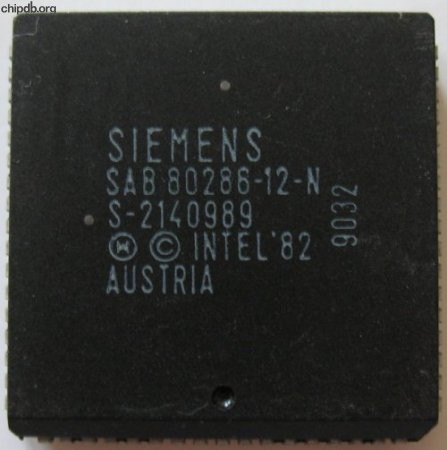 chipdb.org
SIEMENS
SAB 80286-12-N
S-2140989
Ⓜ © INTEL '82
AUSTRIA
9032